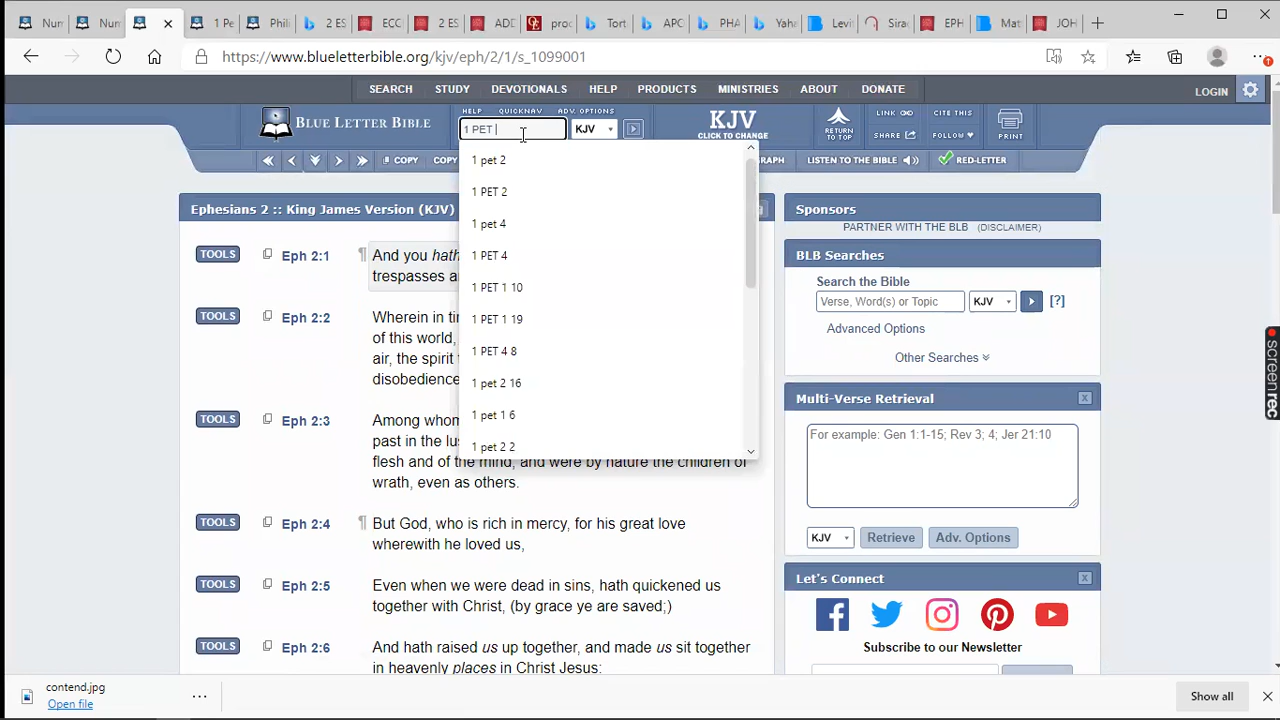 Num
Num
1 Pe
Phili
2 ES
ECC
2 ES
ADD
proc
Tort
APC
PHA
Yah
Levi
Sira
EPH
Mat
JOH
https://www.blueletterbible.org/kjv/eph/2/1/s_1099001
SEARCH STUDY DEVOTIONALS HELP PRODUCTS MINISTRIES ABOUT DONATE LOGIN
HELP QUICKNAV ADV. OPTIONS
BLUE LETTER BIBLE
1 PET
KJV
KJV
CLICK TO CHANGE
RETURN
TO TOP
LINK
CITE THIS
SHARE
FOLLOW
PRINT
COPY
COP
GRAPH
LISTEN TO THE BIBLE
RED-LETTER
1 pet 2
1 PET 2
1 pet 4
1 PET 4
1 PET 1 10
1 PET 1 19
1 PET 4 8
1 pet 2 16
1 pet 1 6
1 pet 2 2
Ephesians 2 :: King James Version (KJV)
TOOLS Eph 2:1 ¶ And you hath
trespasses a
TOOLS Eph 2:2 Wherein in tim
of this world,
air, the spirit t
disobedience
TOOLS Eph 2:3 Among whom
past in the lus
flesh and of the mind, and were by nature the children of
wrath, even as others.
TOOLS Eph 2:4 ¶ But God, who is rich in mercy, for his great love
wherewith he loved us,
TOOLS Eph 2:5 Even when we were dead in sins, hath quickened us
together with Christ, (by grace ye are saved;)
TOOLS Eph 2:6 And hath raised us up together, and made us sit together
in heavenly places in Christ Jesus:
Sponsors
PARTNER WITH THE BLB (DISCLAIMER)
BLB Searches
Search the Bible
Verse, Word(s) or Topic KJV [?]
Advanced Options
Other Searches
Multi-Verse Retrieval X
For example: Gen 1:1-15; Rev 3; 4; Jer 21:10
KJV Retrieve Adv. Options
Let's Connect X
Subscribe to our Newsletter
screenrec
contend.jpg
Open file
Show all